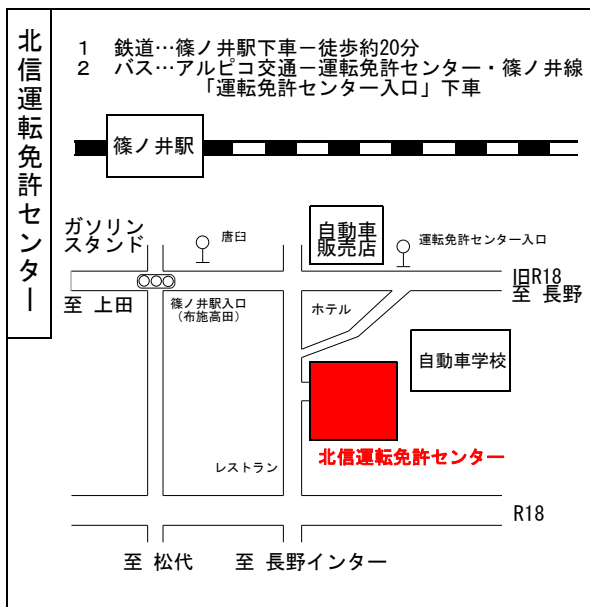 北信運転免許センター
1 鉄道…篠ノ井駅下車－徒歩約20分
2 バス…アルピコ交通－運転免許センター・篠ノ井線
「運転免許センター入口」下車
篠ノ井駅
ガソリン
スタンド
唐臼
自動車
販売店
運転免許センター入口
至 上田
篠ノ井駅入口
(布施高田)
ホテル
旧R18
至 長野
自動車学校
北信運転免許センター
レストラン
R18
至 松代
至 長野インター